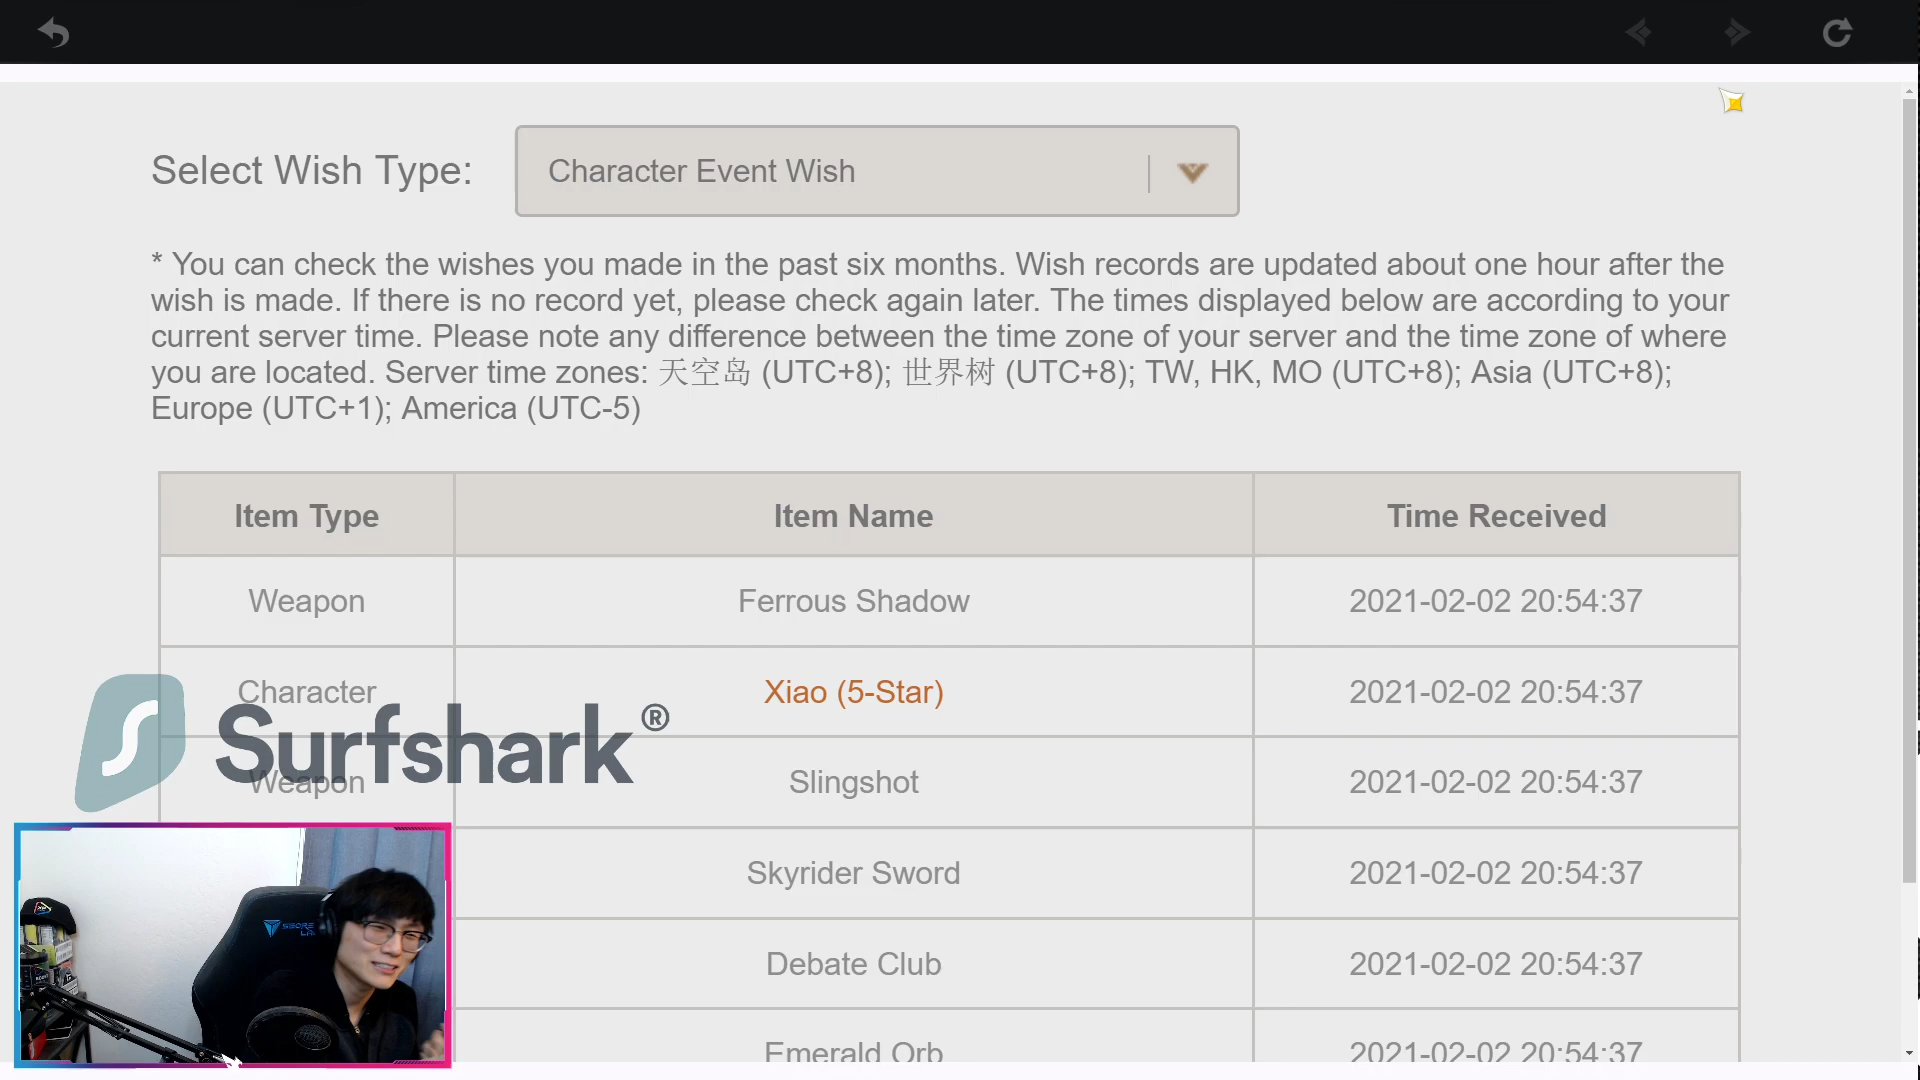 Select Wish Type: Character Event Wish
* You can check the wishes you made in the past six months. Wish records are updated about one hour after the
wish is made. If there is no record yet, please check again later. The times displayed below are according to your
current server time. Please note any difference between the time zone of your server and the time zone of where
you are located. Server time zones: 天空岛 (UTC+8); 世界树 (UTC+8); TW, HK, MO (UTC+8); Asia (UTC+8);
Europe (UTC+1); America (UTC-5)
Item Type Item Name Time Received
Weapon Ferrous Shadow 2021-02-02 20:54:37
Character Xiao (5-Star) 2021-02-02 20:54:37
Surfshark®
Weapon Slingshot 2021-02-02 20:54:37
Skyrider Sword 2021-02-02 20:54:37
Debate Club 2021-02-02 20:54:37
Emerald Orb 2021-02-02 20:54:37